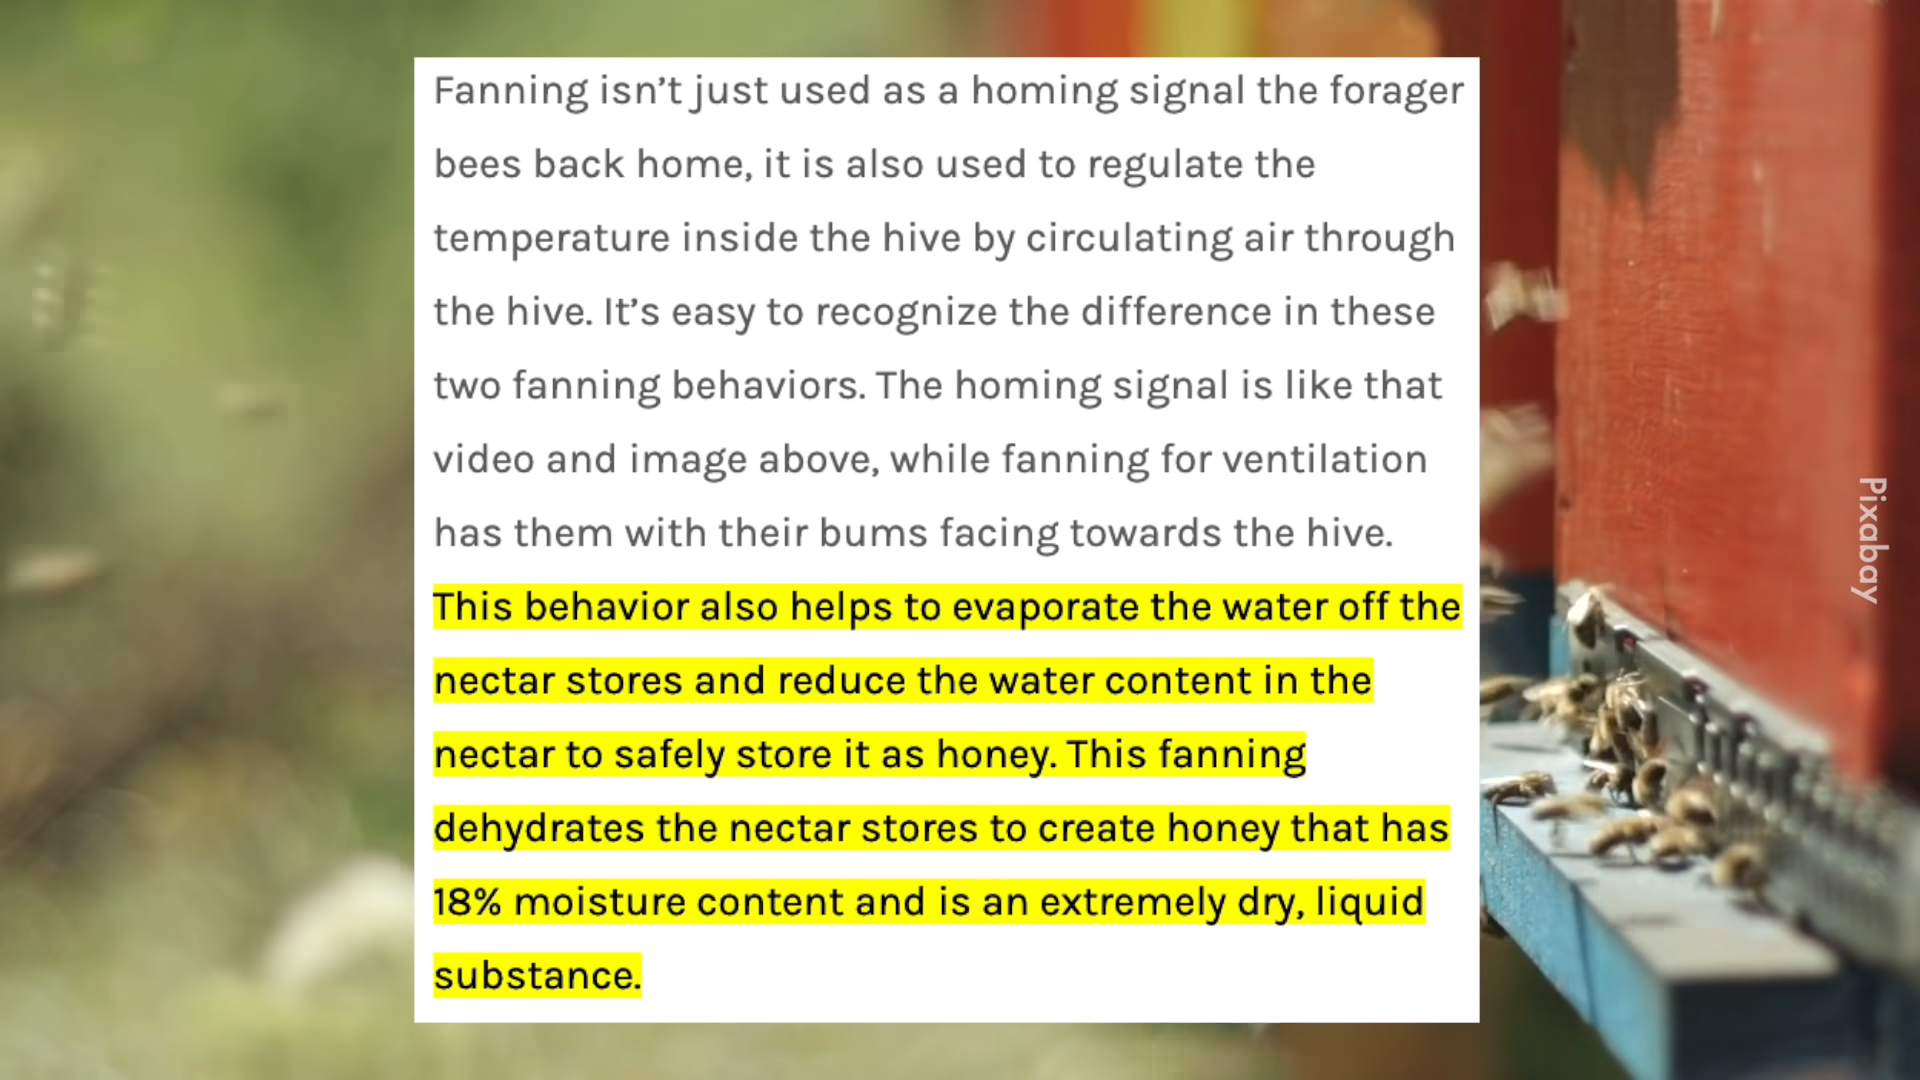 Fanning isn’t just used as a homing signal the forager
bees back home, it is also used to regulate the
temperature inside the hive by circulating air through
the hive. It’s easy to recognize the difference in these
two fanning behaviors. The homing signal is like that
video and image above, while fanning for ventilation
has them with their bums facing towards the hive.
This behavior also helps to evaporate the water off the
nectar stores and reduce the water content in the
nectar to safely store it as honey. This fanning
dehydrates the nectar stores to create honey that has
18% moisture content and is an extremely dry, liquid
substance.
Pixabay